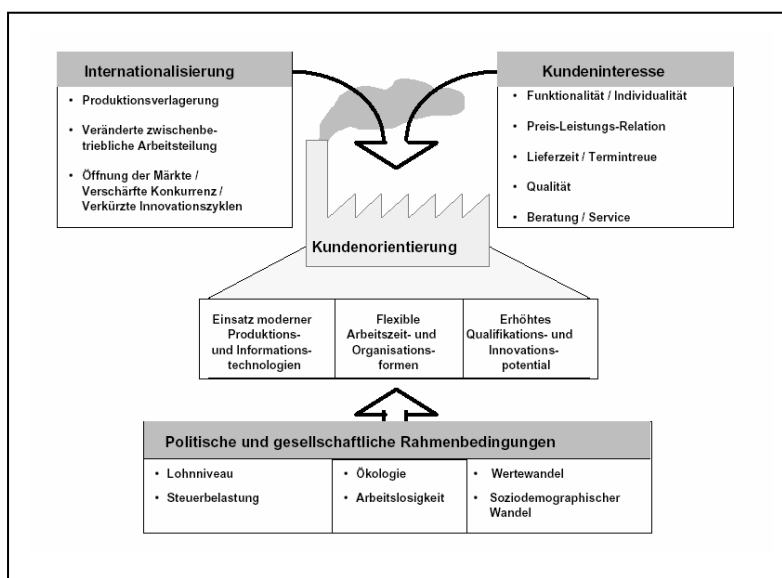 Internationalisierung
• Produktionsverlagerung
• Veränderte zwischenbe-
triebliche Arbeitsteilung
• Öffnung der Märkte /
Verschärfte Konkurrenz /
Verkürzte Innovationszyklen
Kundeninteresse
• Funktionalität / Individualität
• Preis-Leistungs-Relation
• Lieferzeit / Termintreue
• Qualität
• Beratung / Service
Kundenorientierung
Einsatz moderner
Produktions-
und Informations-
technologien
Flexible
Arbeitszeit- und
Organisations-
formen
Erhöhtes
Qualifikations- und
Innovations-
potential
Politische und gesellschaftliche Rahmenbedingungen
• Lohnniveau
• Steuerbelastung
• Ökologie
• Arbeitslosigkeit
• Wertewandel
• Soziodemographischer
Wandel